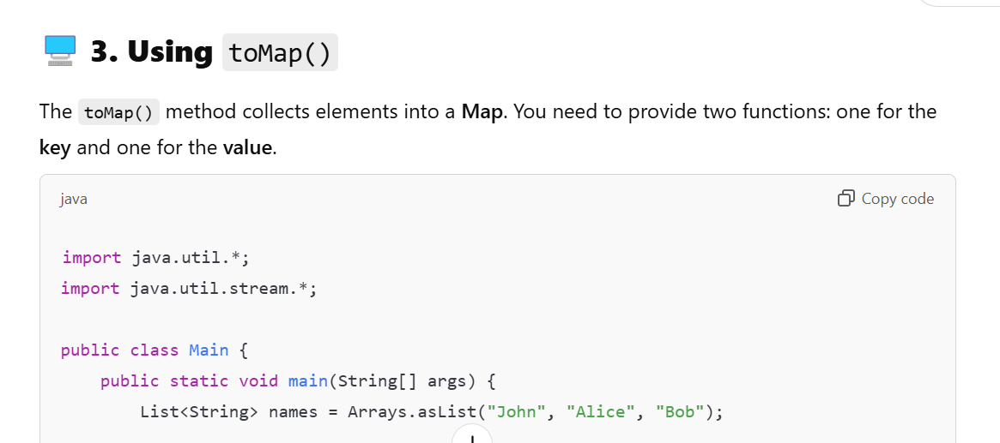 3. Using toMap()
The toMap() method collects elements into a Map. You need to provide two functions: one for the
key and one for the value.
java Copy code
import java.util.*;
import java.util.stream.*;
public class Main {
    public static void main(String[] args) {
        List<String> names = Arrays.asList("John", "Alice", "Bob");